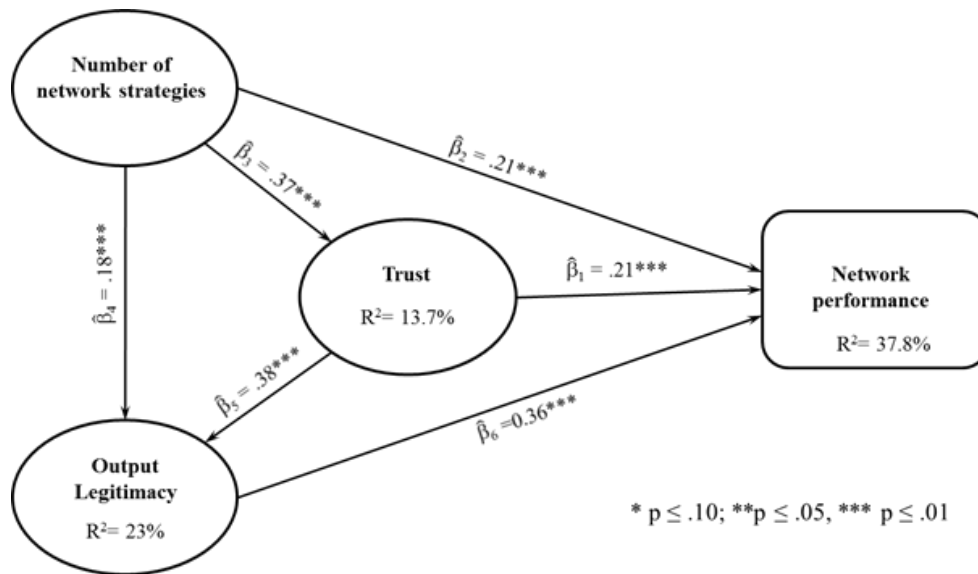 Number of
network strategies
β̂₂ = .21***
β̂₃ = .37***
β̂₄ = .18***
Trust
R²= 13.7%
β̂₁ = .21***
Network
performance
R²= 37.8%
β̂₅ = .38***
β̂₆ =0.36***
Output
Legitimacy
R²= 23%
* p ≤ .10; **p ≤ .05, *** p ≤ .01